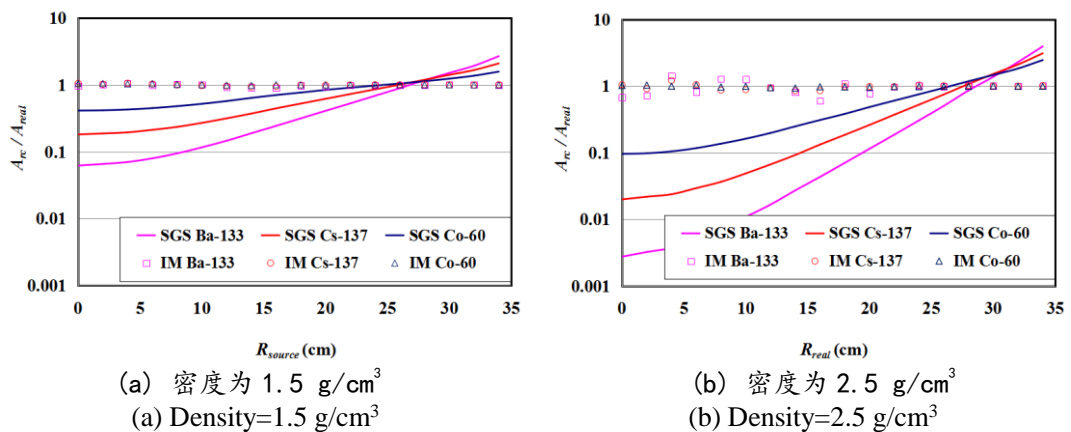 10
1
0.1
0.01
0.001
A_rc / A_real
SGS Ba-133 SGS Cs-137 SGS Co-60
IM Ba-133 IM Cs-137 IM Co-60
0 5 10 15 20 25 30 35
R_source (cm)
(a) 密度为 1.5 g/cm³
(a) Density=1.5 g/cm³
10
1
0.1
0.01
0.001
A_rc / A_real
SGS Ba-133 SGS Cs-137 SGS Co-60
IM Ba-133 IM Cs-137 IM Co-60
0 5 10 15 20 25 30 35
R_real (cm)
(b) 密度为 2.5 g/cm³
(b) Density=2.5 g/cm³